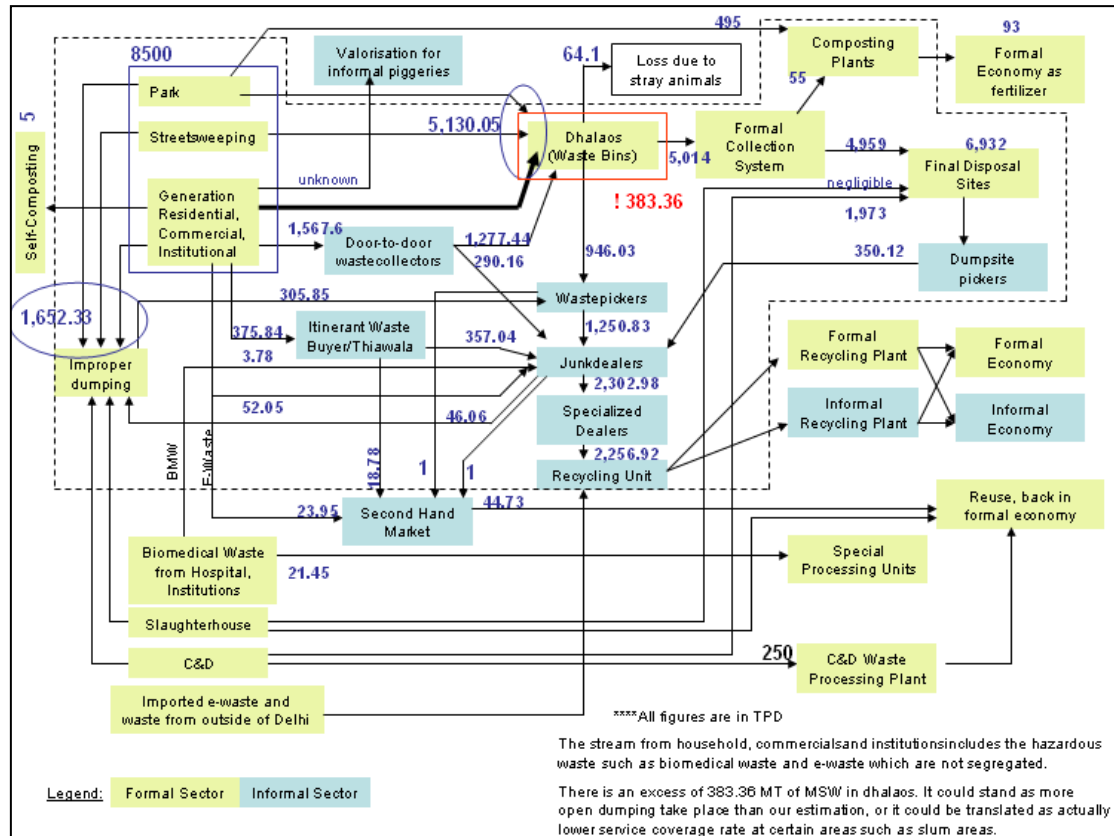 495
93
8500
Valorisation for
informal piggeries
64.1
Loss due to
stray animals
Composting
Plants
Formal
Economy as
fertilizer
55
Park
5
Streetsweeping
5,130.05
Dhalaos
(Waste Bins)
5,014
Formal
Collection
System
4,959
6,932
Final Disposal
Sites
Self-Composting
unknown
negligible
! 383.36
1,973
Generation
Residential,
Commercial,
Institutional
1,567.6
Door-to-door
wastecollectors
1,277.44
290.16
946.03
350.12
Dumpsite
pickers
305.85
Wastepickers
1,652.33
1,250.83
375.84
Itinerant Waste
Buyer/Thiawala
357.04
Formal
Recycling Plant
Formal
Economy
Improper
dumping
3.78
Junkdealers
2,302.98
52.05
46.06
Specialized
Dealers
Informal
Recycling Plant
Informal
Economy
BMW
E-Waste
18.78
1
1
2,256.92
Recycling Unit
23.95
Second Hand
Market
44.73
Reuse, back in
formal economy
Biomedical Waste
from Hospital,
Institutions
21.45
Special
Processing Units
Slaughterhouse
C&D
250
C&D Waste
Processing Plant
Imported e-waste and
waste from outside of Delhi
****All figures are in TPD
The stream from household, commercialsand institutionsincludes the hazardous
waste such as biomedical waste and e-waste which are not segregated.
There is an excess of 383.36 MT of MSW in dhalaos. It could stand as more
open dumping take place than our estimation, or it could be translated as actually
lower service coverage rate at certain areas such as slum areas.
Legend:
Formal Sector
Informal Sector